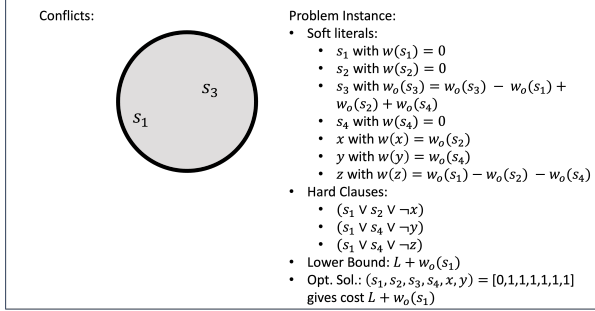 Conflicts:
s₃
s₁
Problem Instance:
• Soft literals:
• s₁ with w(s₁) = 0
• s₂ with w(s₂) = 0
• s₃ with wₒ(s₃) = wₒ(s₃) − wₒ(s₁) +
wₒ(s₂) + wₒ(s₄)
• s₄ with w(s₄) = 0
• x with w(x) = wₒ(s₂)
• y with w(y) = wₒ(s₄)
• z with w(z) = wₒ(s₁) − wₒ(s₂) − wₒ(s₄)
• Hard Clauses:
• (s₁ ∨ s₂ ∨ ¬x)
• (s₁ ∨ s₄ ∨ ¬y)
• (s₁ ∨ s₄ ∨ ¬z)
• Lower Bound: L + wₒ(s₁)
• Opt. Sol.: (s₁, s₂, s₃, s₄, x, y) = [0,1,1,1,1,1,1]
gives cost L + wₒ(s₁)